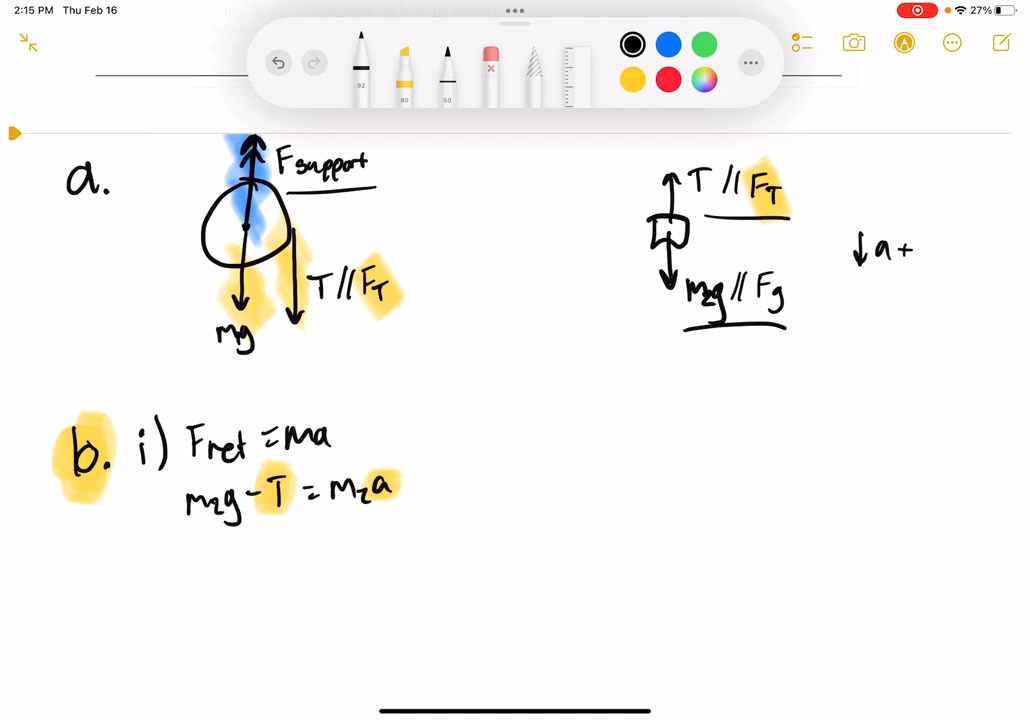 2:15 PM Thu Feb 16
27%
92
80
50
a.
Fsupport
T // FT
mg
T // FT
m2g // Fg
↓ a +
b. i) Fnet = ma
m2g - T = m2a